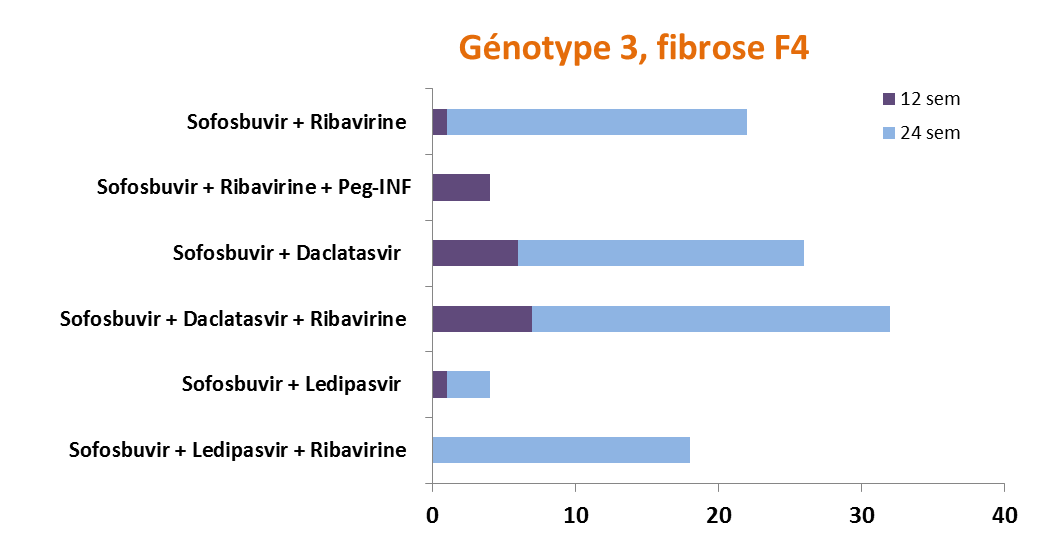 Génotype 3, fibrose F4
12 sem
24 sem
Sofosbuvir + Ribavirine
Sofosbuvir + Ribavirine + Peg-INF
Sofosbuvir + Daclatasvir
Sofosbuvir + Daclatasvir + Ribavirine
Sofosbuvir + Ledipasvir
Sofosbuvir + Ledipasvir + Ribavirine
0 10 20 30 40